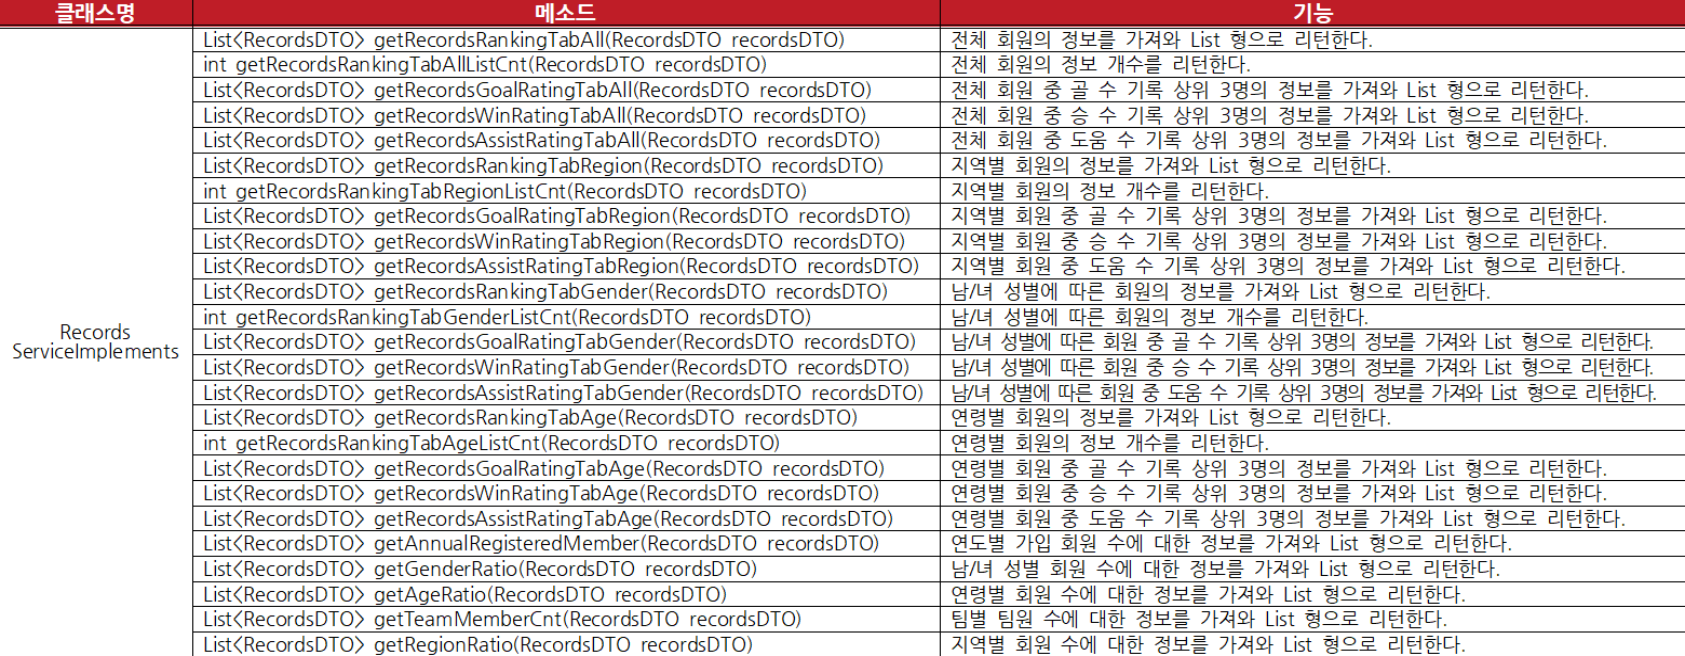 클래스명 메소드 기능
List<RecordsDTO> getRecordsRankingTabAll(RecordsDTO recordsDTO) 전체 회원의 정보를 가져와 List 형으로 리턴한다.
int getRecordsRankingTabAllListCnt(RecordsDTO recordsDTO) 전체 회원의 정보 개수를 리턴한다.
List<RecordsDTO> getRecordsGoalRatingTabAll(RecordsDTO recordsDTO) 전체 회원 중 골 수 기록 상위 3명의 정보를 가져와 List 형으로 리턴한다.
List<RecordsDTO> getRecordsWinRatingTabAll(RecordsDTO recordsDTO) 전체 회원 중 승 수 기록 상위 3명의 정보를 가져와 List 형으로 리턴한다.
List<RecordsDTO> getRecordsAssistRatingTabAll(RecordsDTO recordsDTO) 전체 회원 중 도움 수 기록 상위 3명의 정보를 가져와 List 형으로 리턴한다.
List<RecordsDTO> getRecordsRankingTabRegion(RecordsDTO recordsDTO) 지역별 회원의 정보를 가져와 List 형으로 리턴한다.
int getRecordsRankingTabRegionListCnt(RecordsDTO recordsDTO) 지역별 회원의 정보 개수를 리턴한다.
List<RecordsDTO> getRecordsGoalRatingTabRegion(RecordsDTO recordsDTO) 지역별 회원 중 골 수 기록 상위 3명의 정보를 가져와 List 형으로 리턴한다.
List<RecordsDTO> getRecordsWinRatingTabRegion(RecordsDTO recordsDTO) 지역별 회원 중 승 수 기록 상위 3명의 정보를 가져와 List 형으로 리턴한다.
List<RecordsDTO> getRecordsAssistRatingTabRegion(RecordsDTO recordsDTO) 지역별 회원 중 도움 수 기록 상위 3명의 정보를 가져와 List 형으로 리턴한다.
List<RecordsDTO> getRecordsRankingTabGender(RecordsDTO recordsDTO) 남/녀 성별에 따른 회원의 정보를 가져와 List 형으로 리턴한다.
int getRecordsRankingTabGenderListCnt(RecordsDTO recordsDTO) 남/녀 성별에 따른 회원의 정보 개수를 리턴한다.
Records
ServiceImplements
List<RecordsDTO> getRecordsGoalRatingTabGender(RecordsDTO recordsDTO) 남/녀 성별에 따른 회원 중 골 수 기록 상위 3명의 정보를 가져와 List 형으로 리턴한다.
List<RecordsDTO> getRecordsWinRatingTabGender(RecordsDTO recordsDTO) 남/녀 성별에 따른 회원 중 승 수 기록 상위 3명의 정보를 가져와 List 형으로 리턴한다.
List<RecordsDTO> getRecordsAssistRatingTabGender(RecordsDTO recordsDTO) 남/녀 성별에 따른 회원 중 도움 수 기록 상위 3명의 정보를 가져와 List 형으로 리턴한다.
List<RecordsDTO> getRecordsRankingTabAge(RecordsDTO recordsDTO) 연령별 회원의 정보를 가져와 List 형으로 리턴한다.
int getRecordsRankingTabAgeListCnt(RecordsDTO recordsDTO) 연령별 회원의 정보 개수를 리턴한다.
List<RecordsDTO> getRecordsGoalRatingTabAge(RecordsDTO recordsDTO) 연령별 회원 중 골 수 기록 상위 3명의 정보를 가져와 List 형으로 리턴한다.
List<RecordsDTO> getRecordsWinRatingTabAge(RecordsDTO recordsDTO) 연령별 회원 중 승 수 기록 상위 3명의 정보를 가져와 List 형으로 리턴한다.
List<RecordsDTO> getRecordsAssistRatingTabAge(RecordsDTO recordsDTO) 연령별 회원 중 도움 수 기록 상위 3명의 정보를 가져와 List 형으로 리턴한다.
List<RecordsDTO> getAnnualRegisteredMember(RecordsDTO recordsDTO) 연도별 가입 회원 수에 대한 정보를 가져와 List 형으로 리턴한다.
List<RecordsDTO> getGenderRatio(RecordsDTO recordsDTO) 남/녀 성별 회원 수에 대한 정보를 가져와 List 형으로 리턴한다.
List<RecordsDTO> getAgeRatio(RecordsDTO recordsDTO) 연령별 회원 수에 대한 정보를 가져와 List 형으로 리턴한다.
List<RecordsDTO> getTeamMemberCnt(RecordsDTO recordsDTO) 팀별 팀원 수에 대한 정보를 가져와 List 형으로 리턴한다.
List<RecordsDTO> getRegionRatio(RecordsDTO recordsDTO) 지역별 회원 수에 대한 정보를 가져와 List 형으로 리턴한다.